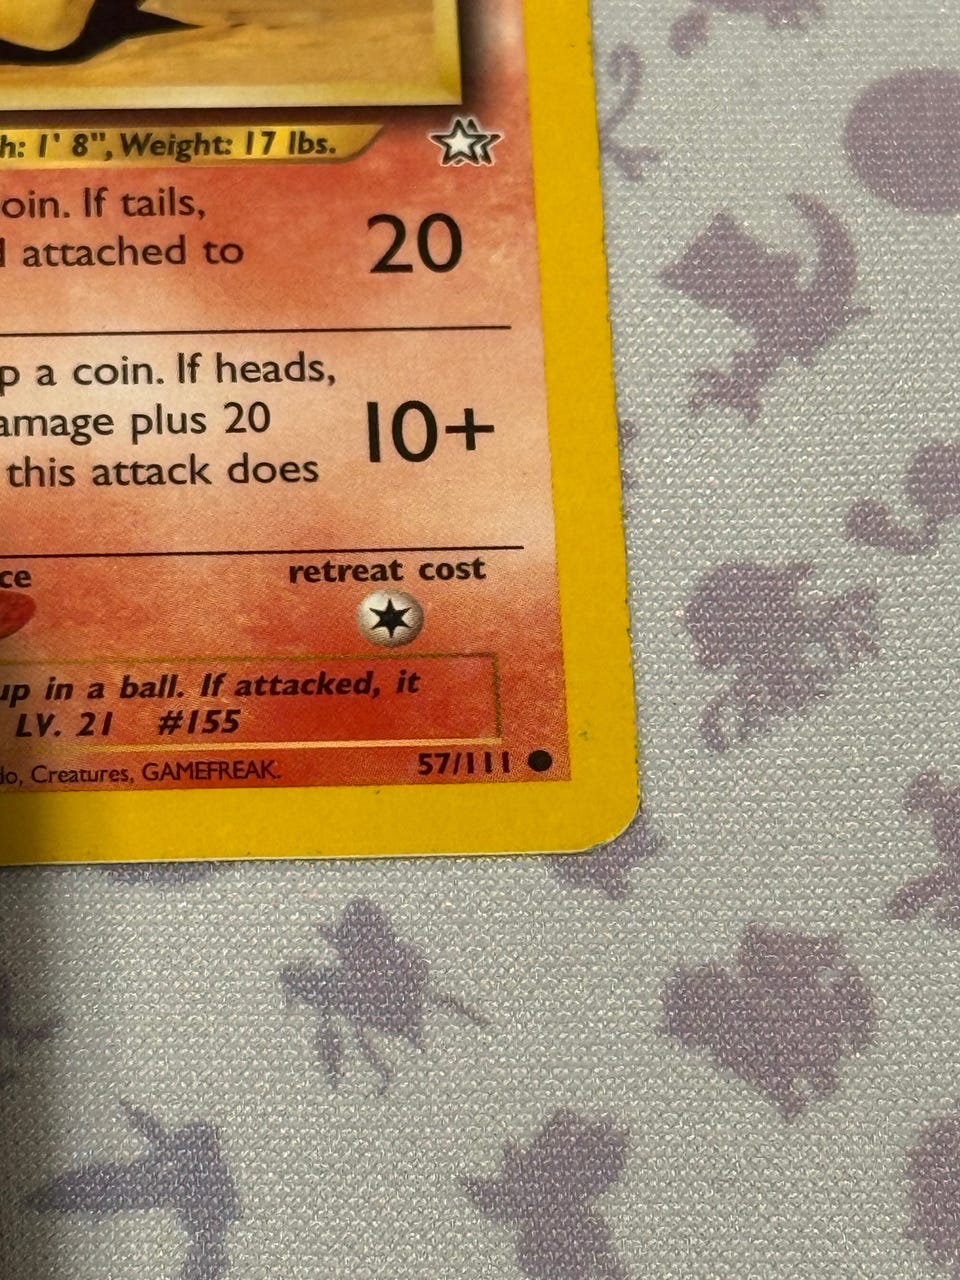 h: 1' 8", Weight: 17 lbs.
oin. If tails,
attached to
20
p a coin. If heads,
amage plus 20
this attack does
10+
ce
retreat cost
up in a ball. If attacked, it
LV. 21 #155
do, Creatures, GAMEFREAK.
57/111